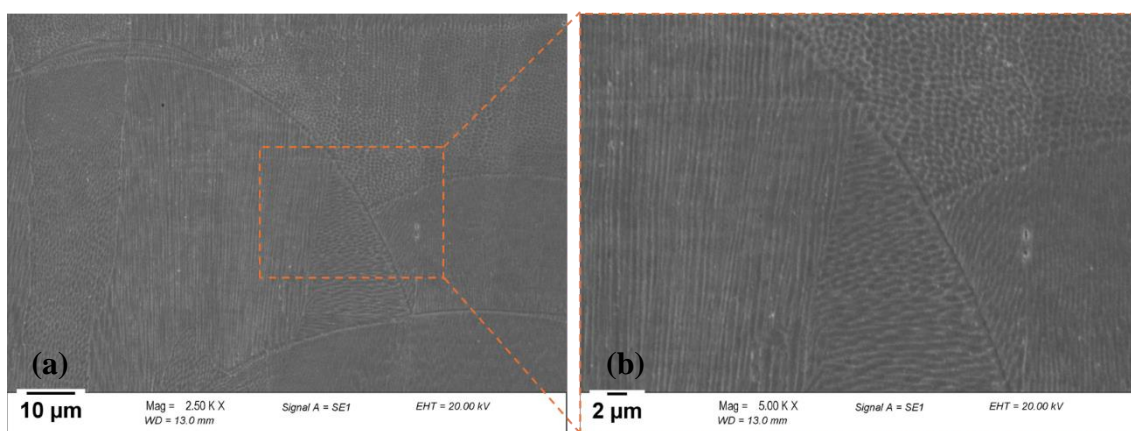 (a)
10 µm
Mag = 2.50 K X
WD = 13.0 mm
Signal A = SE1
EHT = 20.00 kV
(b)
2 µm
Mag = 5.00 K X
WD = 13.0 mm
Signal A = SE1
EHT = 20.00 kV